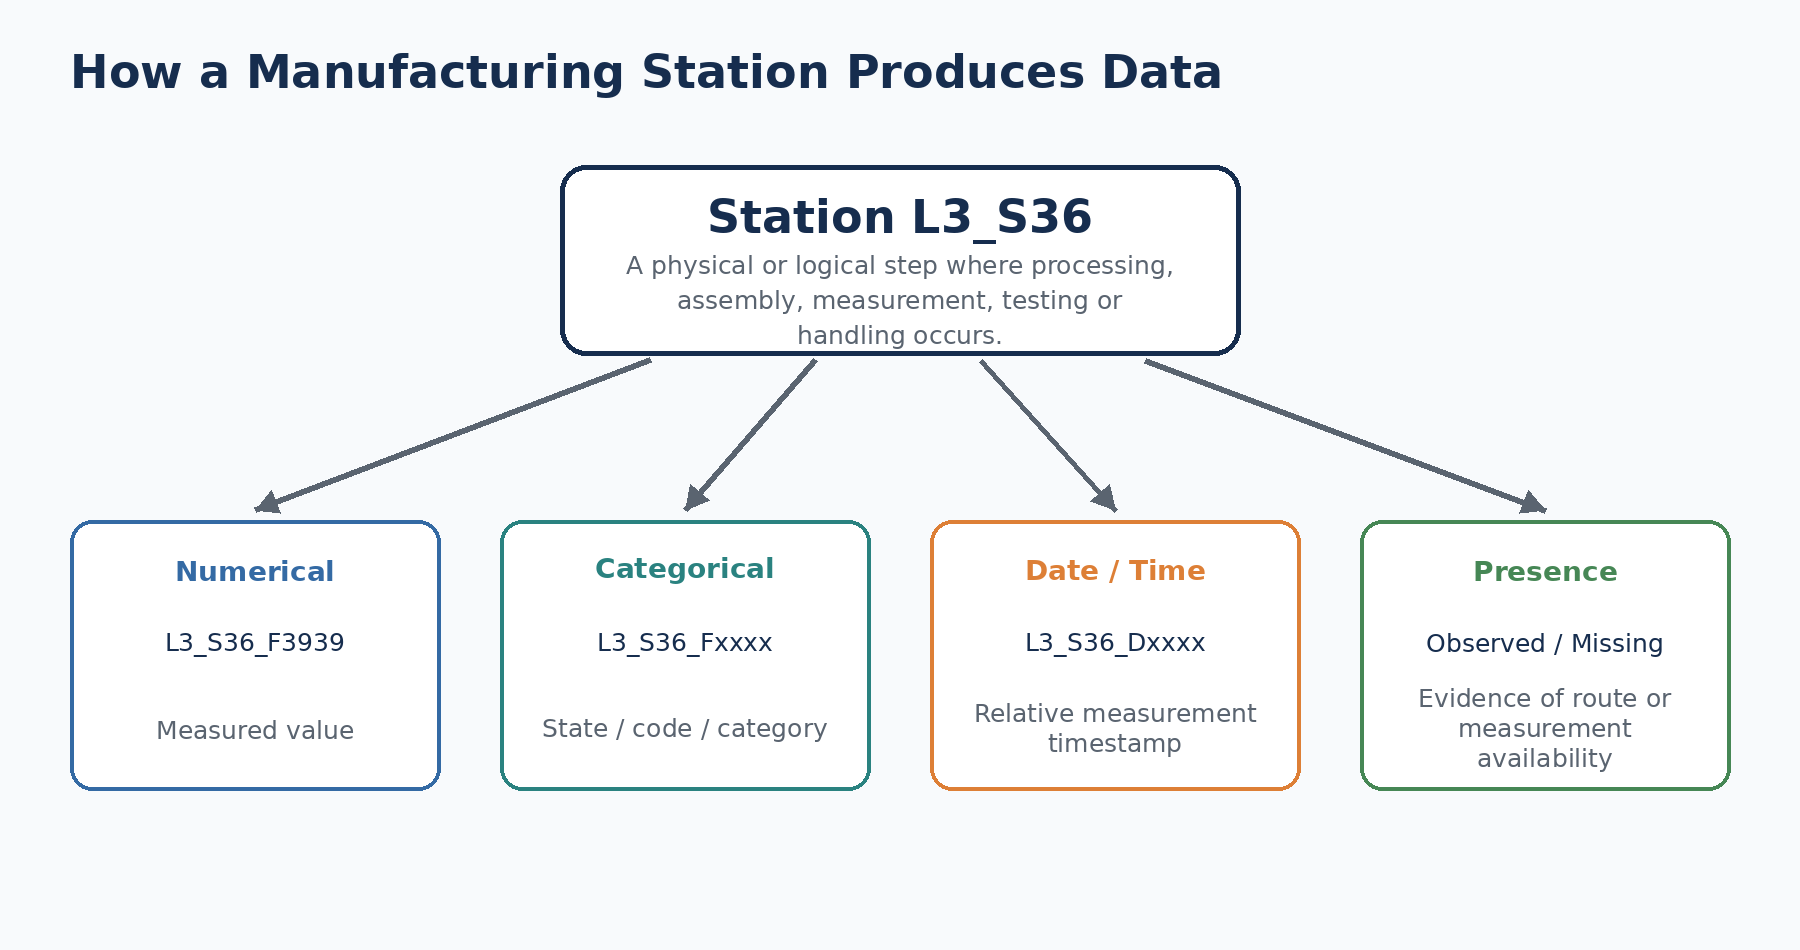 How a Manufacturing Station Produces Data
Station L3_S36
A physical or logical step where processing,
assembly, measurement, testing or
handling occurs.
Numerical
L3_S36_F3939
Measured value
Categorical
L3_S36_Fxxxx
State / code / category
Date / Time
L3_S36_Dxxxx
Relative measurement
timestamp
Presence
Observed / Missing
Evidence of route or
measurement
availability